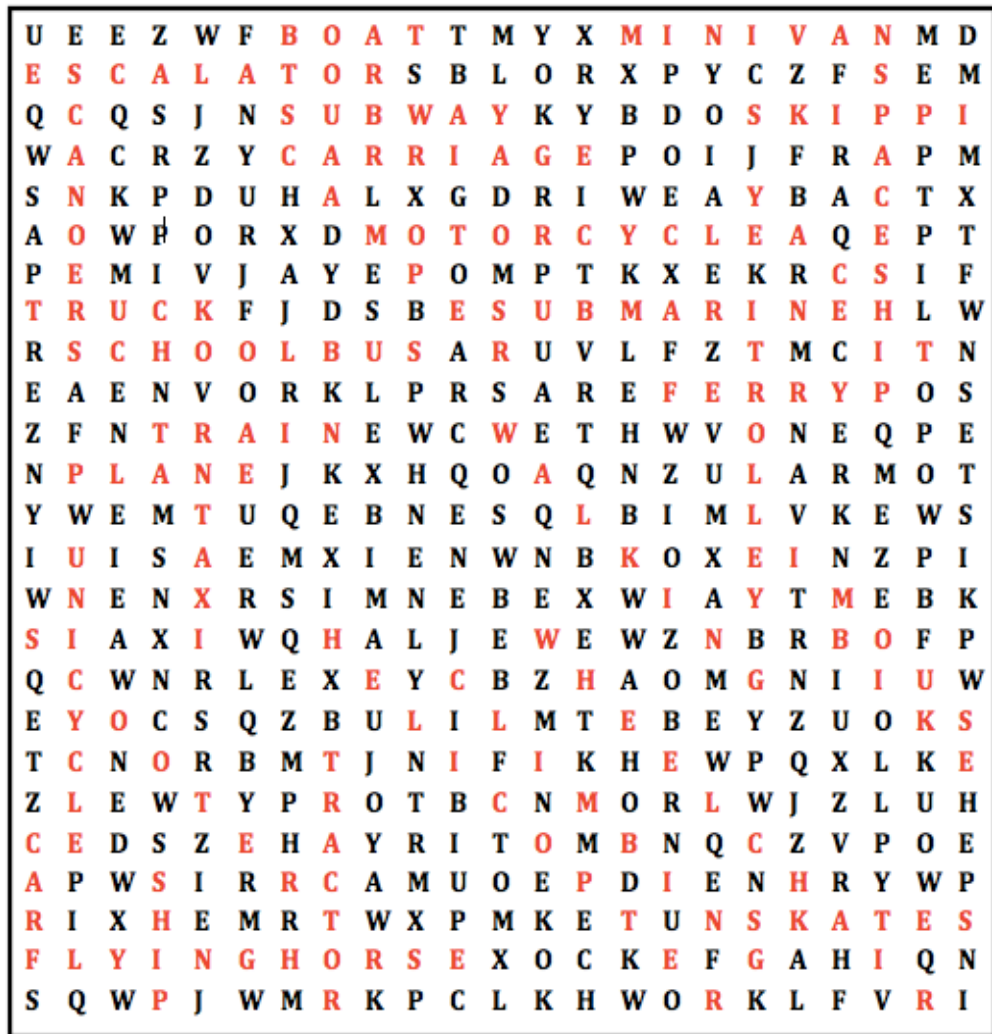 U E E Z W F B O A T T M Y X M I N I V A N M D
E S C A L A T O R S B L O R X P Y C Z F S E M
Q C Q S J N S U B W A Y K Y B D O S K I P P I
W A C R Z Y C A R R I A G E P O I J F R A P M
S N K P D U H A L X G D R I W E A Y B A C T X
A O W P O R X D M O T O R C Y C L E A Q E P T
P E M I V J A Y E P O M P T K X E K R C S I F
T R U C K F J D S B E S U B M A R I N E H L W
R S C H O O L B U S A R U V L F Z T M C I T N
E A E N V O R K L P R S A R E F E R R Y P O S
Z F N T R A I N E W C W E T H W V O N E Q P E
N P L A N E J K X H Q O A Q N Z U L A R M O T
Y W E M T U Q E B N E S Q L B I M L V K E W S
I U I S A E M X I E N W N B K O X E I N Z P I
W N E N X R S I M N E B E X W I A Y T M E B K
S I A X I W Q H A L J E W E W Z N B R B O F P
Q C W N R L E X E Y C B Z H A O M G N I I U W
E Y O C S Q Z B U L I L M T E B E Y Z U O K S
T C N O R B M T J N I F I K H E W P Q X L K E
Z L E W T Y P R O T B C N M O R L W J Z L U H
C E D S Z E H A Y R I T O M B N Q C Z V P O E
A P W S I R R C A M U O E P D I E N H R Y W P
R I X H E M R T W X P M K E T U N S K A T E S
F L Y I N G H O R S E X O C K E F G A H I Q N
S Q W P J W M R K P C L K H W O R K L F V R I